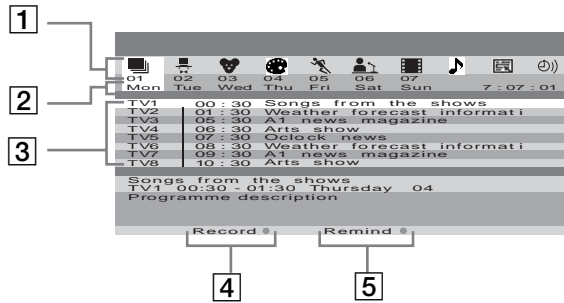 1
01 02 03 04 05 06 07
2
Mon Tue Wed Thu Fri Sat Sun 7 : 07 : 01
TV1 00 : 30 Songs from the shows
TV2 01 : 30 Weather forecast informati
TV3 05 : 30 A1 news magazine
3
TV4 06 : 30 Arts show
TV5 07 : 30 Oclock news
TV6 08 : 30 Weather forecast informati
TV7 09 : 30 A1 news magazine
TV8 10 : 30 Arts show
Songs from the shows
TV1 00:30 - 01:30 Thursday 04
Programme description
Record Remind
4 5